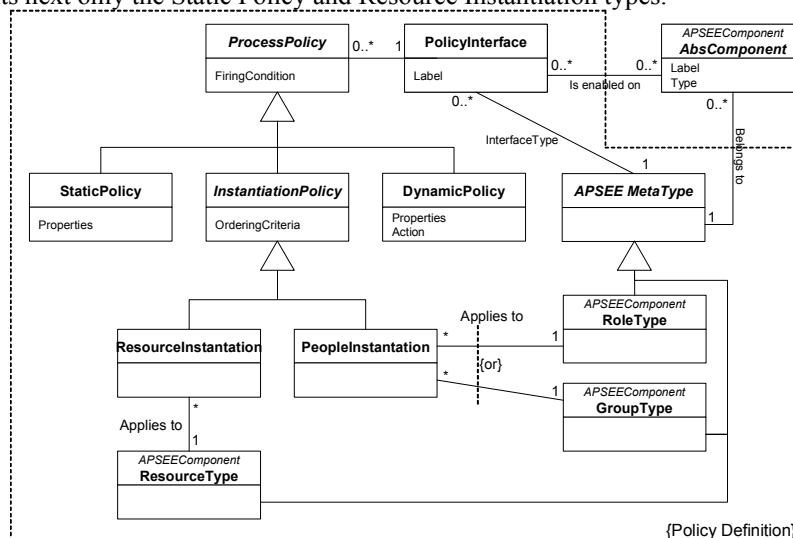 ts next only the Static Policy and Resource Instantiation types.
ProcessPolicy
FiringCondition
0..*
1
PolicyInterface
Label
0..*
Is enabled on
0..*
APSEEComponent
AbsComponent
Label
Type
0..*
0..*
InterfaceType
1
Belongs to
1
StaticPolicy
Properties
InstantiationPolicy
OrderingCriteria
DynamicPolicy
Properties
Action
APSEE MetaType
ResourceInstantation
PeopleInstantation
*
Applies to
1
{or}
*
1
APSEEComponent
RoleType
APSEEComponent
GroupType
*
Applies to
1
APSEEComponent
ResourceType
{Policy Definition}